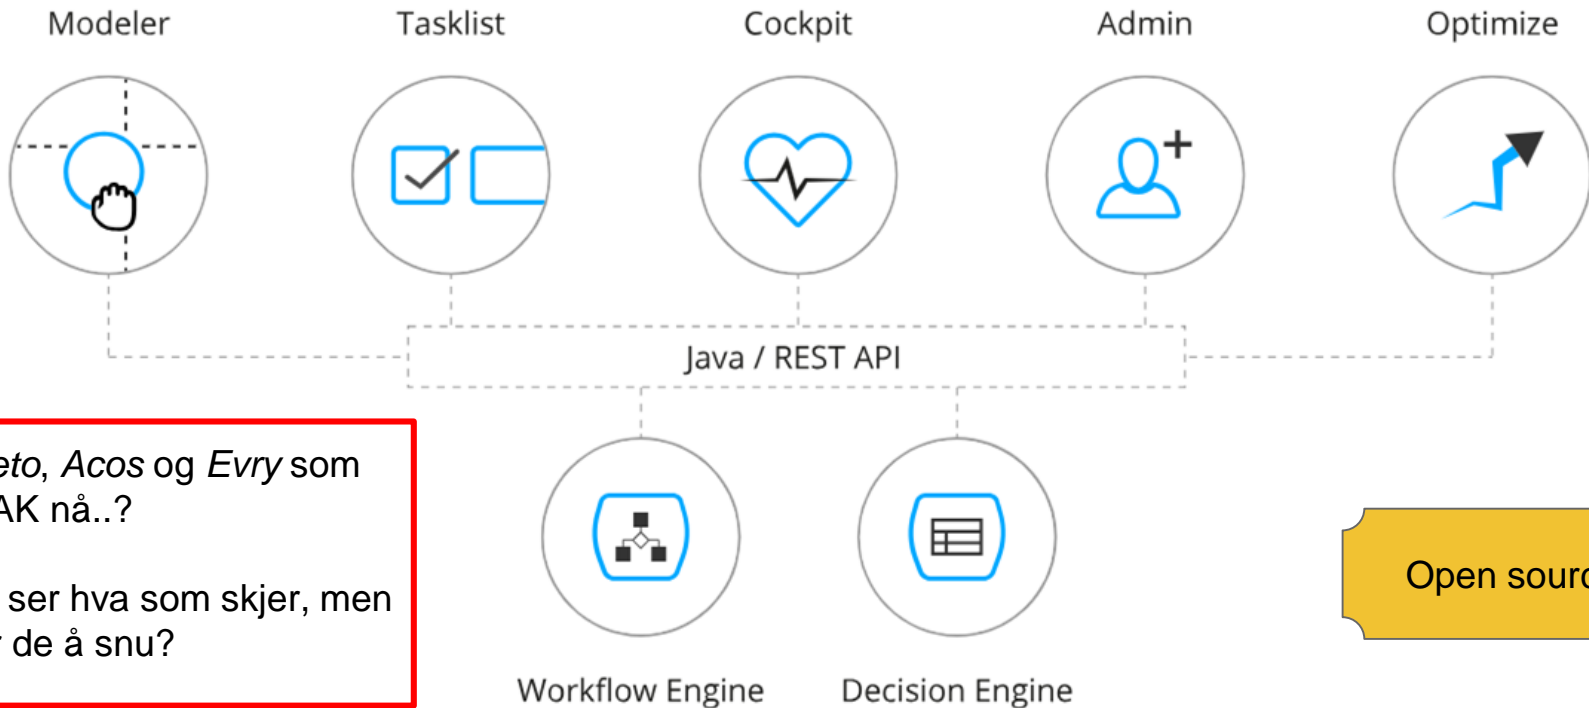 Modeler
Tasklist
Cockpit
Admin
Optimize
Java / REST API
eto, Acos og Evry som
AK nå..?
ser hva som skjer, men
r de å snu?
Open sourc
Workflow Engine
Decision Engine